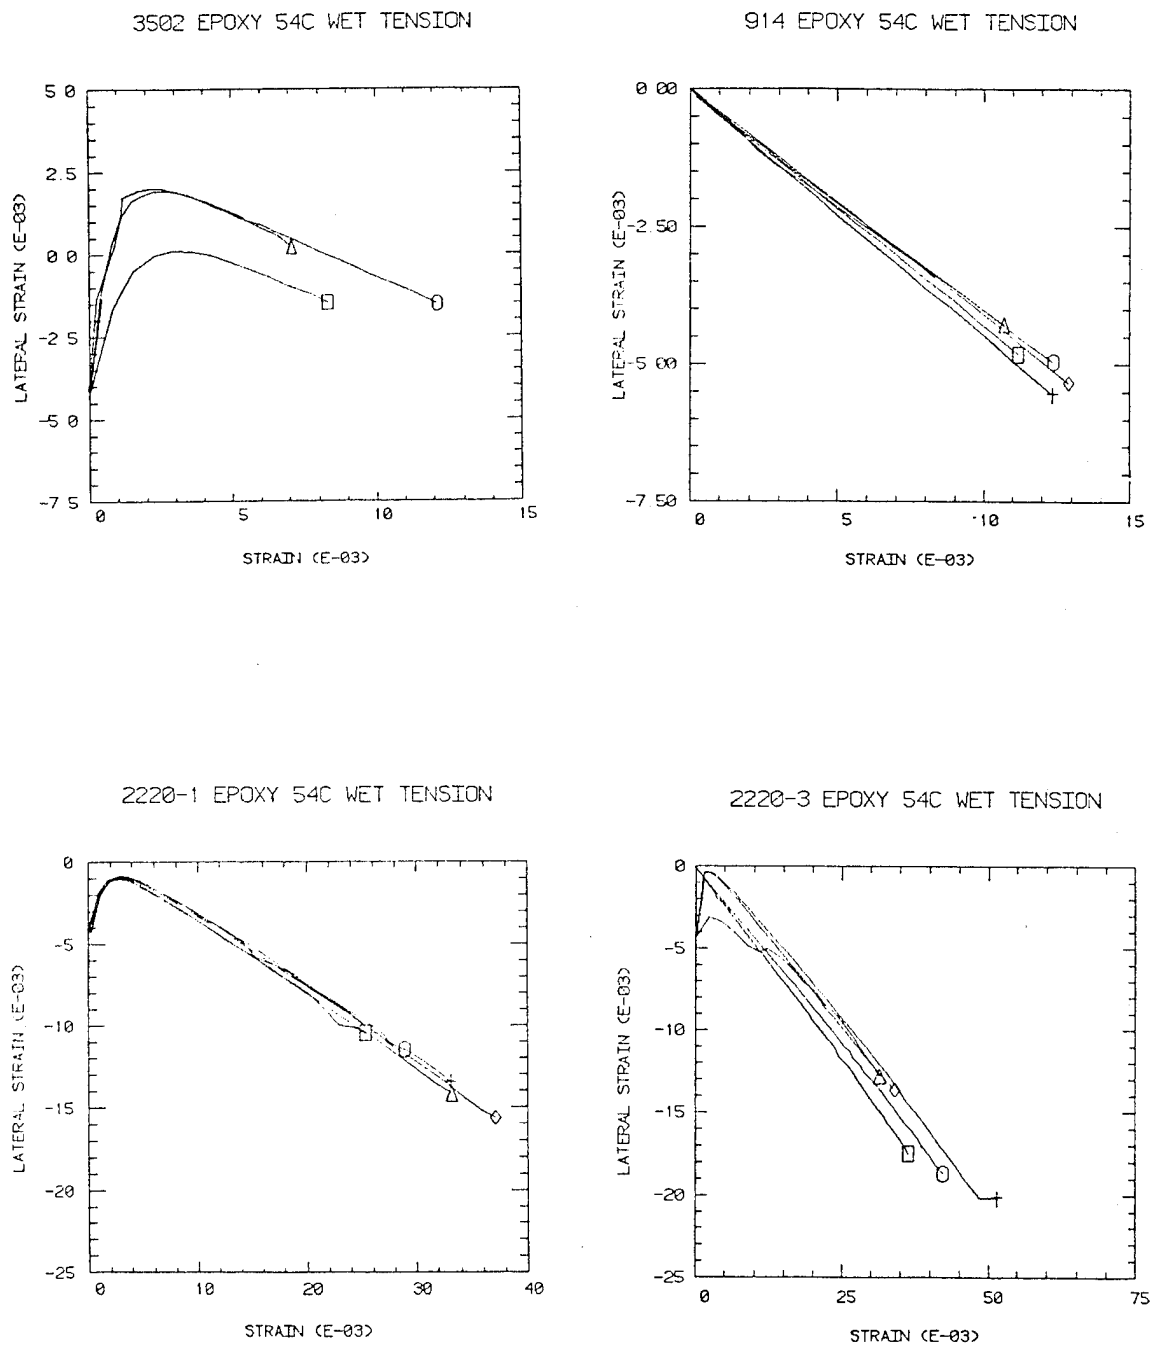 3502 EPOXY 54C WET TENSION
914 EPOXY 54C WET TENSION
LATERAL STRAIN (E-03)
5 0
2.5
0 0
-2 5
-5 0
-7 5
0 5 10 15
STRAIN (E-03)
LATERAL STRAIN (E-03)
0 00
-2.50
-5 00
-7.50
0 5 10 15
STRAIN (E-03)
2220-1 EPOXY 54C WET TENSION
2220-3 EPOXY 54C WET TENSION
LATERAL STRAIN (E-03)
0
-5
-10
-15
-20
-25
0 10 20 30 40
STRAIN (E-03)
LATERAL STRAIN (E-03)
0
-5
-10
-15
-20
-25
0 25 50 75
STRAIN (E-03)